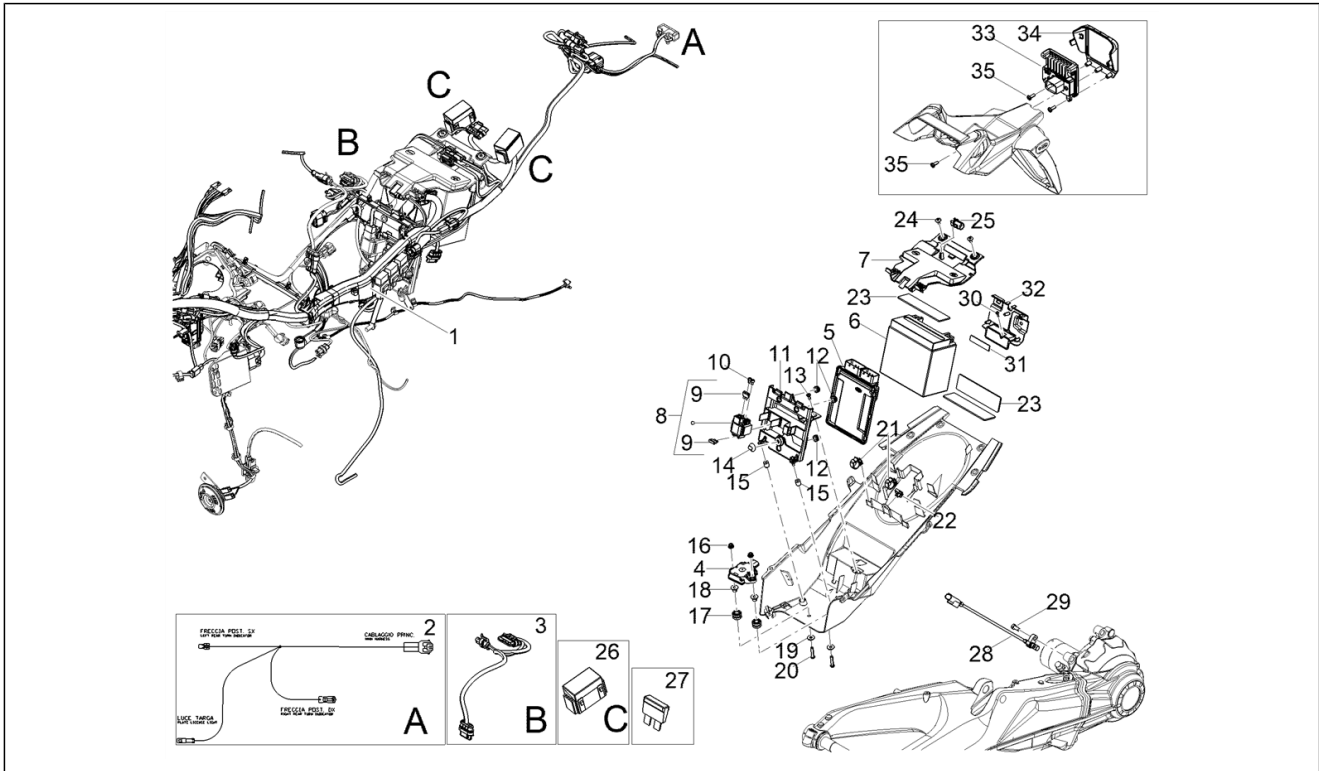 A
C
B
C
1
33
34
35
35
24
25
7
23
30
32
6
5
31
10
11
12
13
9
8
23
9
14
21
12
15
15
22
16
4
18
17
19
20
29
28
2
FRECCIA POST. SX
LEFT REAR TURN INDICATOR
CABLAGGIO PRINC.
MAIN HARNESS
FRECCIA POST. DX
RIGHT REAR TURN INDICATOR
LUCE TARGA
PLATE LICENSE LIGHT
A
3
B
26
C
27